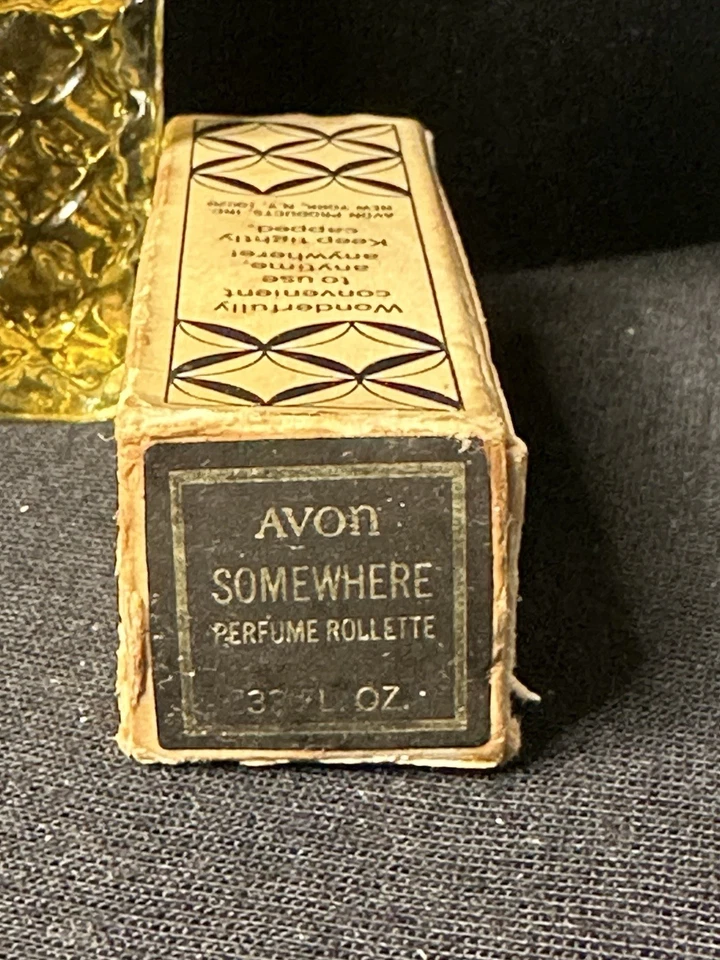 Wonderfully
convenient
to use
anytime,
anywhere!
Keep tightly
capped.
AVON PRODUCTS, INC.
NEW YORK, N.Y. 10020
AVON
SOMEWHERE
PERFUME ROLLETTE
.33 FL. OZ.